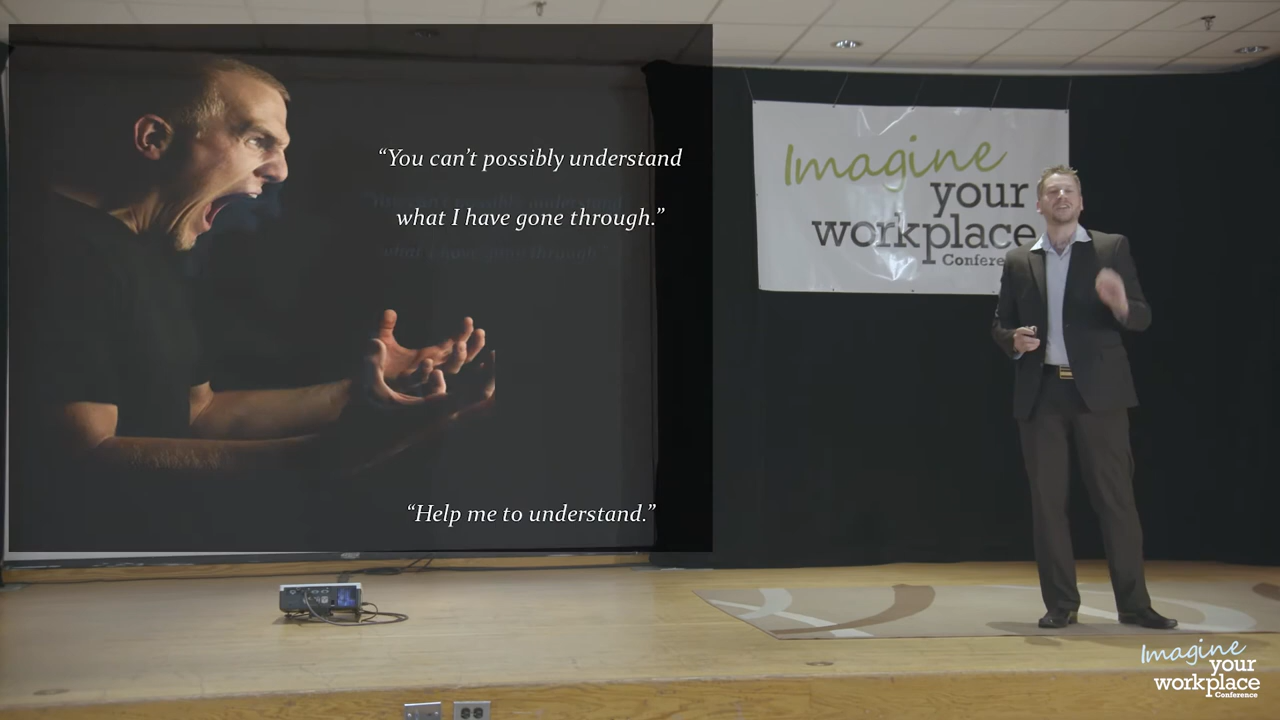 “You can’t possibly understand
what I have gone through.”
“Help me to understand.”
Imagine
your
workplace
Imagine
your
workplace
Conference